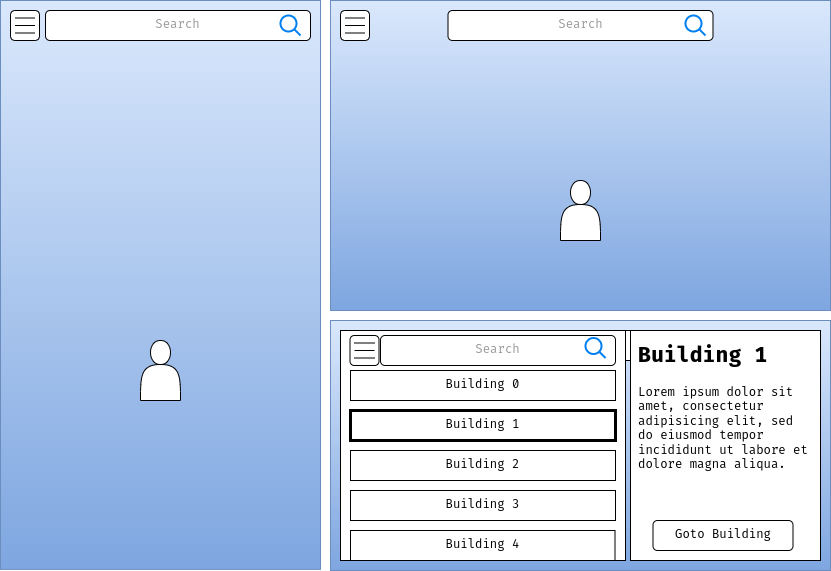 Search
Search
Search
Building 0
Building 1
Building 2
Building 3
Building 4
Building 1
Lorem ipsum dolor sit
amet, consectetur
adipisicing elit, sed
do eiusmod tempor
incididunt ut labore et
dolore magna aliqua.
Goto Building